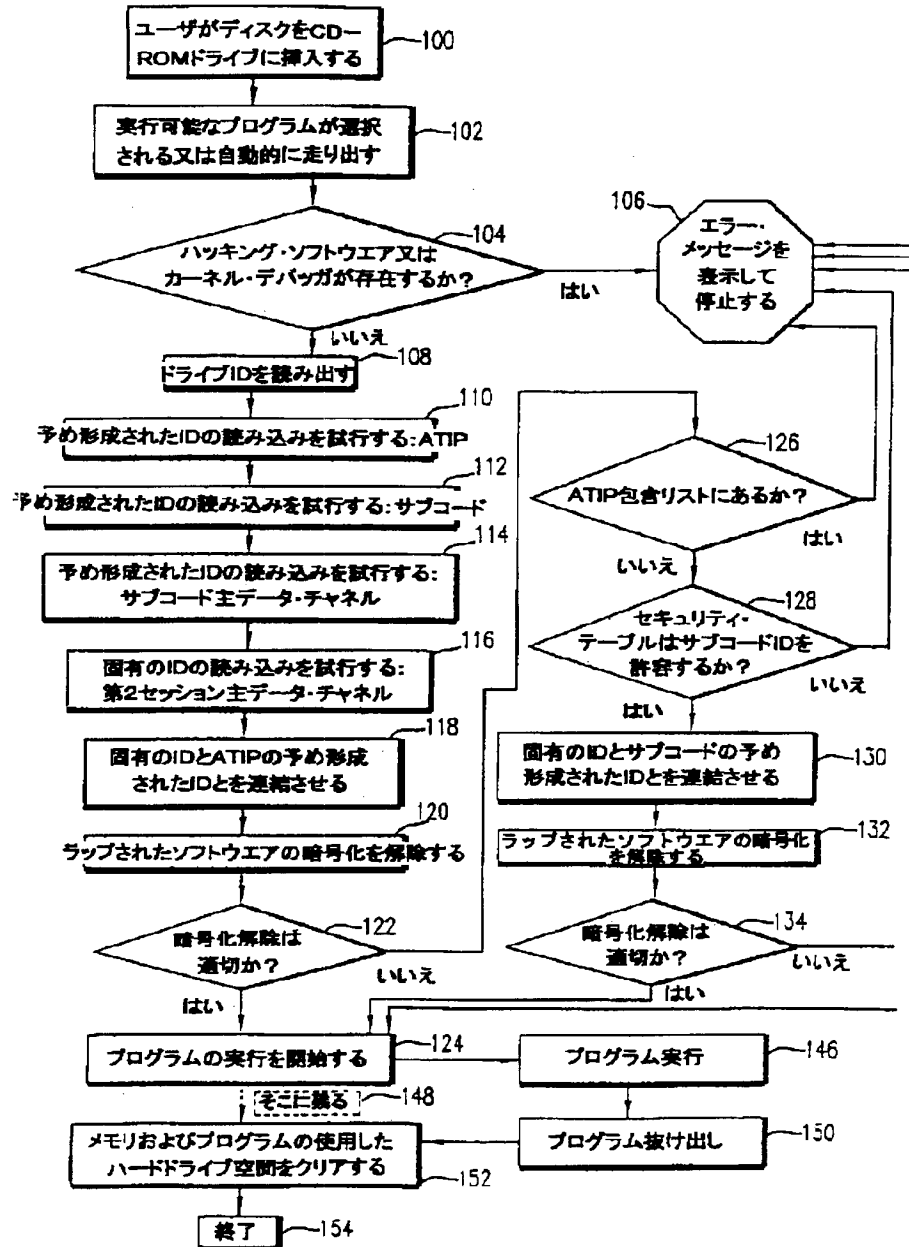 ユーザがディスクをCD-
ROMドライブに挿入する
100
実行可能なプログラムが選択
される又は自動的に走り出す
102
104
ハッキング・ソフトウエア又は
カーネル・デバッガが存在するか？
はい
いいえ
106
エラー・
メッセージを
表示して
停止する
108
ドライブIDを読み出す
110
予め形成されたIDの読み込みを試行する:ATIP
112
予め形成されたIDの読み込みを試行する:サブコード
114
予め形成されたIDの読み込みを試行する:
サブコード主データ・チャネル
116
固有のIDの読み込みを試行する:
第2セッション主データ・チャネル
118
固有のIDとATIPの予め形成
されたIDとを連結させる
120
ラップされたソフトウエアの暗号化を解除する
122
暗号化解除は
適切か？
いいえ
はい
126
ATIP包含リストにあるか？
はい
いいえ
128
セキュリティ・
テーブルはサブコードIDを
許容するか？
いいえ
はい
固有のIDとサブコードの予め
形成されたIDとを連結させる
130
ラップされたソフトウエアの暗号化
を解除する
132
134
暗号化解除は
適切か？
いいえ
はい
プログラムの実行を開始する
124
プログラム実行
146
そこに残る
148
プログラム抜け出し
150
メモリおよびプログラムの使用した
ハードドライブ空間をクリアする
152
終了
154